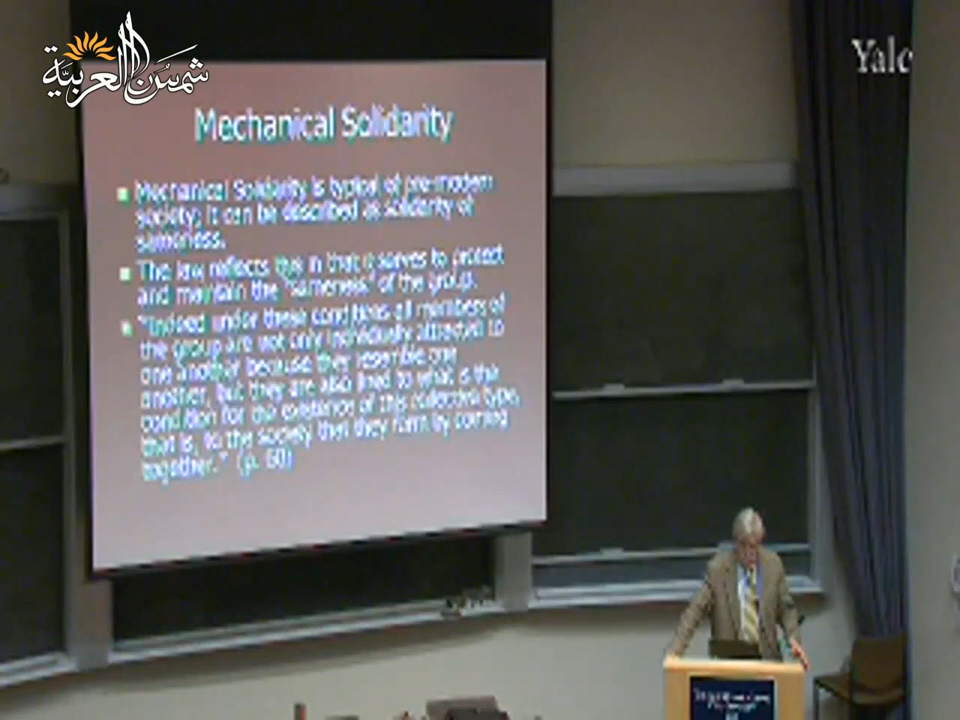 شمس العربية
Yale
Mechanical Solidarity
Mechanical Solidarity is typical of pre-modern
society; it can be described as solidarity of
sameness.
The law reflects this in that it serves to protect
and maintain the "sameness" of the group.
"Indeed under these conditions all members of
the group are not only individually attracted to
one another because they resemble one
another, but they are also linked to what is the
condition for the existence of this collective type,
that is, to the society that they form by coming
together." (p. 60)